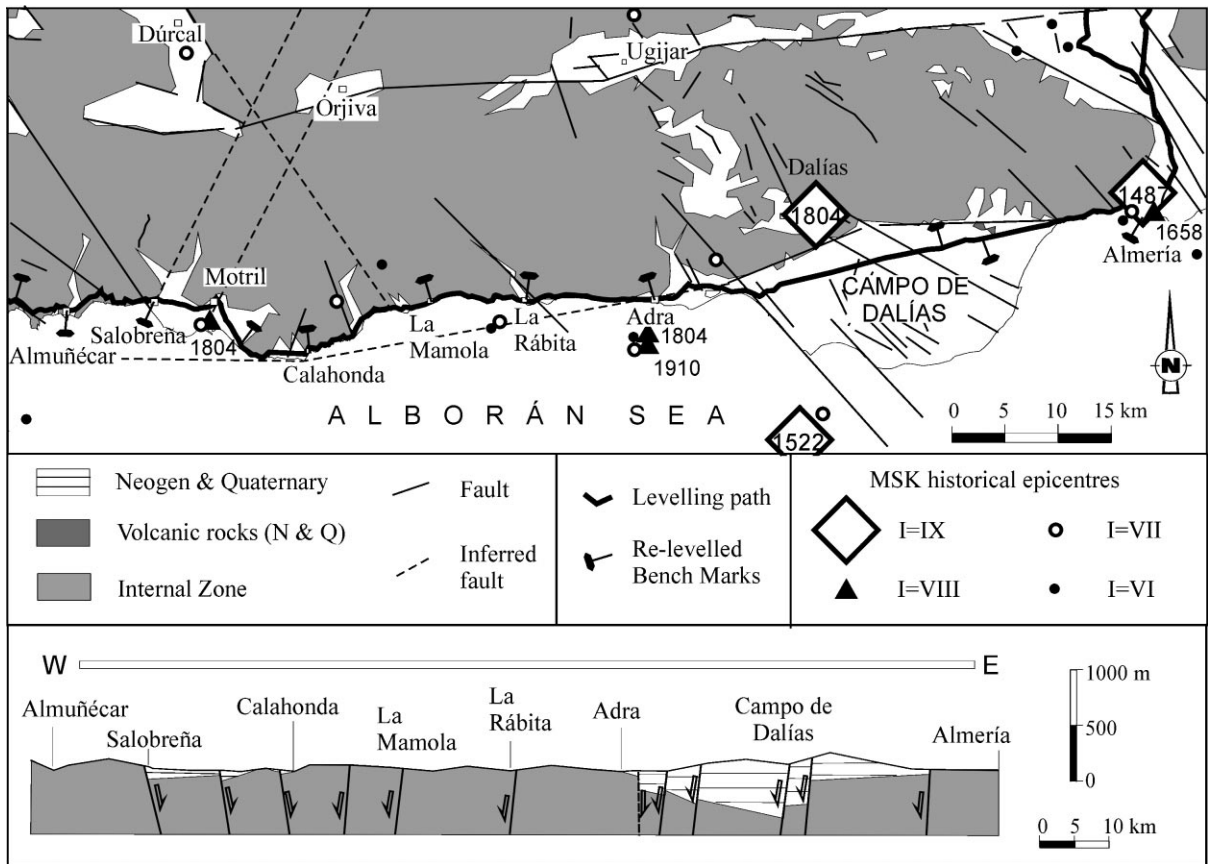 Dúrcal
Ugijar
Órjiva
Dalías
1804
1487
1658
Almería
Motril
CAMPO DE
DALÍAS
Salobreña
1804
La
Mamola
La
Rábita
Adra
1804
1910
Almuñécar
Calahonda
N
ALBORÁN SEA
0 5 10 15 km
1522
Neogen & Quaternary
Volcanic rocks (N & Q)
Internal Zone
Fault
Inferred
fault
Levelling path
Re-levelled
Bench Marks
MSK historical epicentres
I=IX
I=VII
I=VIII
I=VI
W
E
Almuñécar
Salobreña
Calahonda
La
Mamola
La
Rábita
Adra
Campo de
Dalías
Almería
1000 m
500
0
0 5 10 km